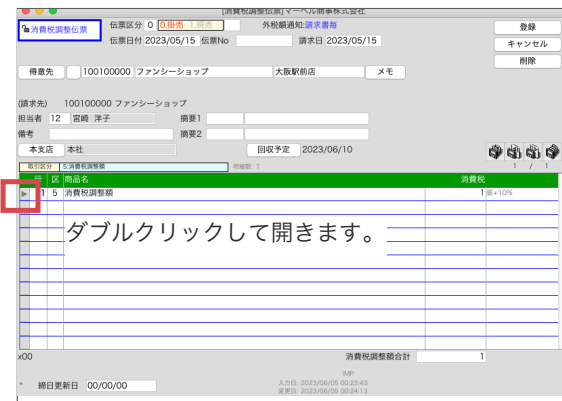 [消費税調整伝票] マーベル商事株式会社
消費税調整伝票
伝票区分 0 0.掛売 1.現売 外税額通知:請求書毎
登録
伝票日付 2023/05/15 伝票No 請求日 2023/05/15
キャンセル
削除
得意先 100100000 ファンシーショップ 大阪駅前店 メモ
(請求先) 100100000 ファンシーショップ
担当者 12 宮崎 洋子 摘要1
備考 摘要2
本支店 本社 回収予定 2023/06/10
取引区分 5:消費税調整額 明細数: 1
1 / 1
行 区 商品名 消費税
1 5 消費税調整額 1 課+10%
ダブルクリックして開きます。
x00 消費税調整額合計 1
IMP
* 締日更新日 00/00/00
入力日: 2023/06/05 00:23:43
変更日: 2023/06/05 00:24:13